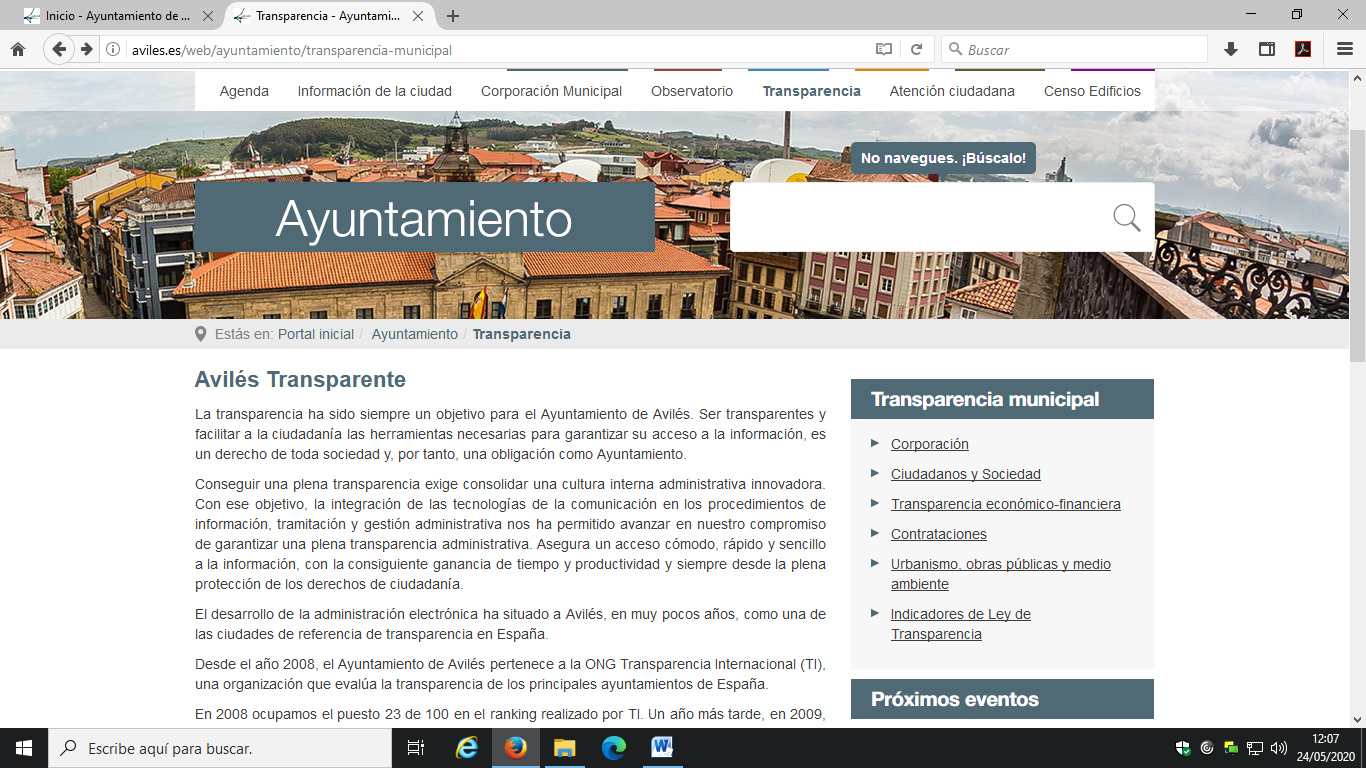 Inicio - Ayuntamiento de ...
Transparencia - Ayuntami...
aviles.es/web/ayuntamiento/transparencia-municipal
Buscar
Agenda
Información de la ciudad
Corporación Municipal
Observatorio
Transparencia
Atención ciudadana
Censo Edificios
No navegues. ¡Búscalo!
Ayuntamiento
Estás en: Portal inicial / Ayuntamiento / Transparencia
Avilés Transparente
La transparencia ha sido siempre un objetivo para el Ayuntamiento de Avilés. Ser transparentes y
facilitar a la ciudadanía las herramientas necesarias para garantizar su acceso a la información, es
un derecho de toda sociedad y, por tanto, una obligación como Ayuntamiento.
Conseguir una plena transparencia exige consolidar una cultura interna administrativa innovadora.
Con ese objetivo, la integración de las tecnologías de la comunicación en los procedimientos de
información, tramitación y gestión administrativa nos ha permitido avanzar en nuestro compromiso
de garantizar una plena transparencia administrativa. Asegura un acceso cómodo, rápido y sencillo
a la información, con la consiguiente ganancia de tiempo y productividad y siempre desde la plena
protección de los derechos de ciudadanía.
El desarrollo de la administración electrónica ha situado a Avilés, en muy pocos años, como una de
las ciudades de referencia de transparencia en España.
Desde el año 2008, el Ayuntamiento de Avilés pertenece a la ONG Transparencia Internacional (TI),
una organización que evalúa la transparencia de los principales ayuntamientos de España.
En 2008 ocupamos el puesto 23 de 100 en el ranking realizado por TI. Un año más tarde, en 2009,
Transparencia municipal
Corporación
Ciudadanos y Sociedad
Transparencia económico-financiera
Contrataciones
Urbanismo, obras públicas y medio
ambiente
Indicadores de Ley de
Transparencia
Próximos eventos
Escribe aquí para buscar.
12:07
24/05/2020